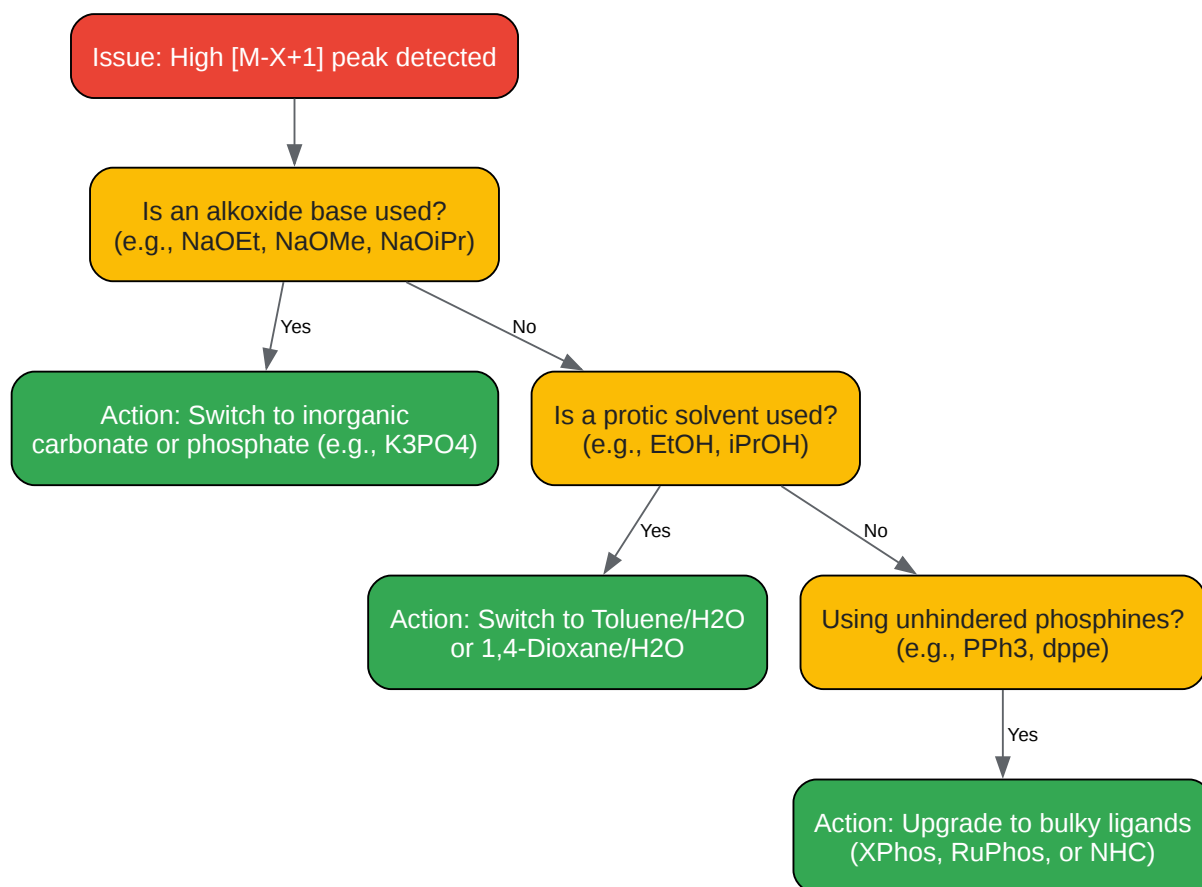 Issue: High [M-X+1] peak detected
Is an alkoxide base used?
(e.g., NaOEt, NaOMe, NaOiPr)
Yes
No
Action: Switch to inorganic
carbonate or phosphate (e.g., K3PO4)
Is a protic solvent used?
(e.g., EtOH, iPrOH)
Yes
No
Action: Switch to Toluene/H2O
or 1,4-Dioxane/H2O
Using unhindered phosphines?
(e.g., PPh3, dppe)
Yes
Action: Upgrade to bulky ligands
(XPhos, RuPhos, or NHC)